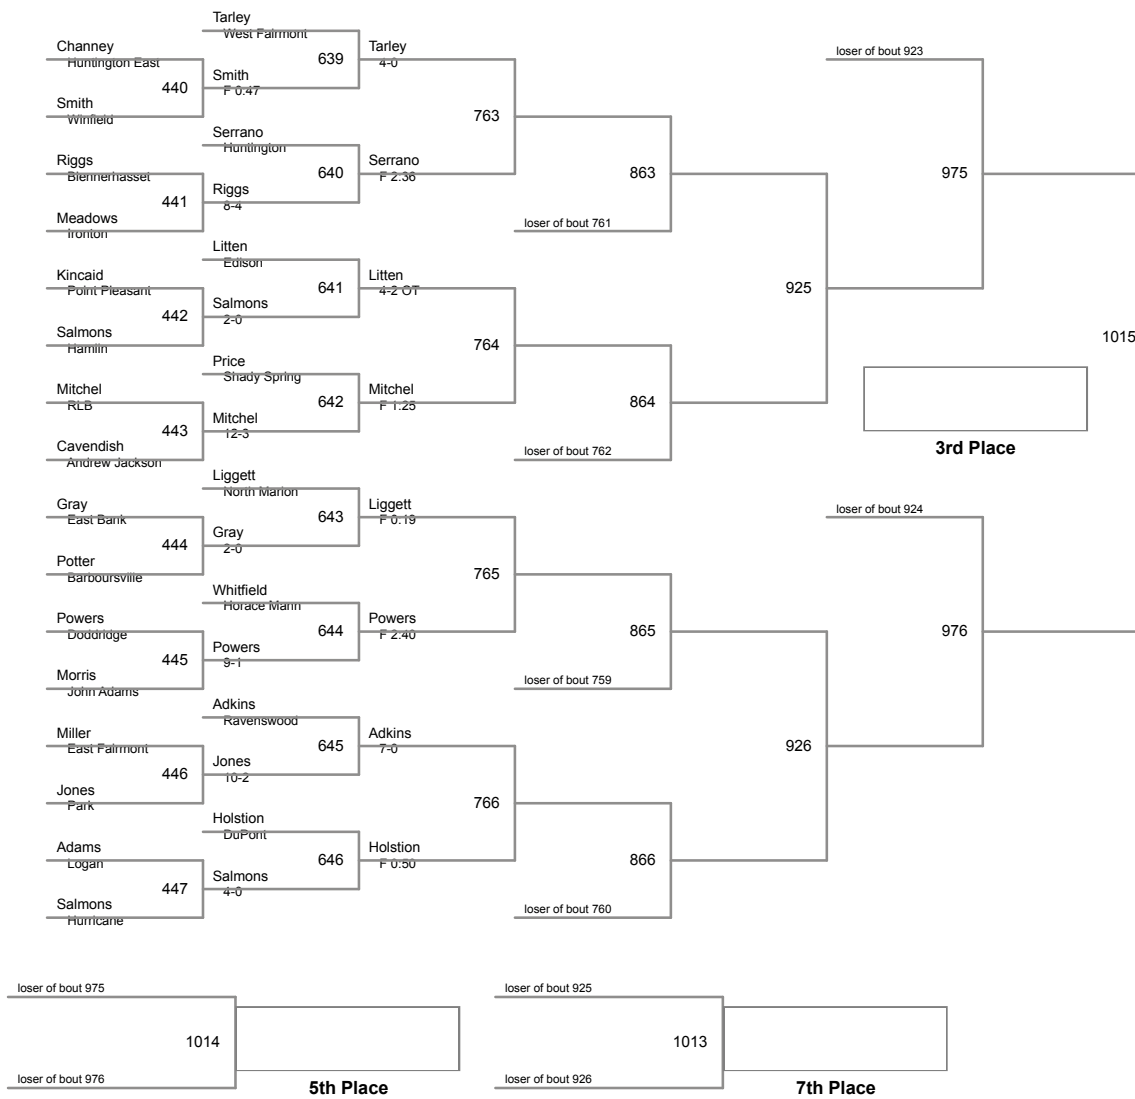 Tarley
West Fairmont
Channey
Huntington East
639
Tarley
4-0
loser of bout 923
440
Smith
F 0:47
Smith
Winfield
763
Serrano
Huntington
Riggs
Blennerhasset
640
Serrano
F 2:36
863
975
441
Riggs
8-4
Meadows
Ironton
loser of bout 761
Litten
Edison
Kincaid
Point Pleasant
641
Litten
4-2 OT
925
442
Salmons
2-0
Salmons
Hamlin
764
1015
Price
Shady Spring
Mitchel
RLB
642
Mitchel
F 1:25
864
443
Mitchel
12-3
Cavendish
Andrew Jackson
loser of bout 762
3rd Place
Liggett
North Marion
Gray
East Bank
643
Liggett
F 0:19
loser of bout 924
444
Gray
2-0
Potter
Barboursville
765
Whitfield
Horace Mann
Powers
Doddridge
644
Powers
F 2:40
865
976
445
Powers
9-1
Morris
John Adams
loser of bout 759
Adkins
Ravenswood
Miller
East Fairmont
645
Adkins
7-0
926
446
Jones
10-2
Jones
Park
766
Holstion
DuPont
Adams
Logan
646
Holstion
F 0:50
866
447
Salmons
4-0
Salmons
Hurricane
loser of bout 760
loser of bout 975
loser of bout 925
1014
1013
loser of bout 976
5th Place
loser of bout 926
7th Place